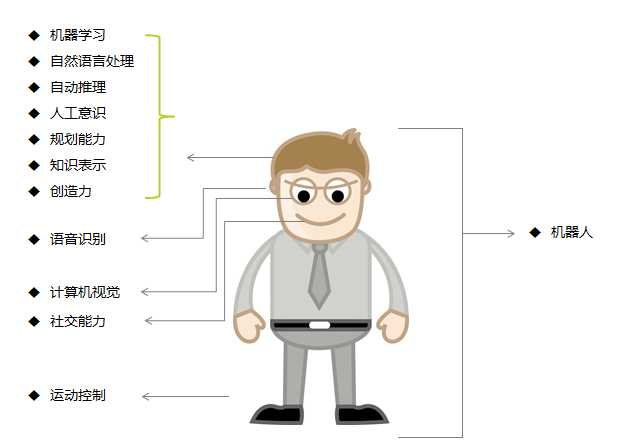 ◆ 机器学习
◆ 自然语言处理
◆ 自动推理
◆ 人工意识
◆ 规划能力
◆ 知识表示
◆ 创造力
◆ 语音识别
◆ 计算机视觉
◆ 社交能力
◆ 运动控制
◆ 机器人